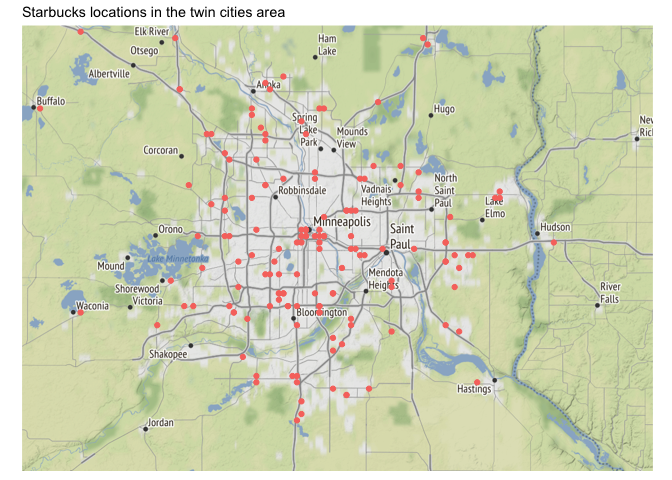 Starbucks locations in the twin cities area
Elk River
Otsego
Ham
Lake
Albertville
Anoka
Buffalo
Hugo
Spring
Lake
Park
Mounds
View
New
Corcoran
Robbinsdale
Vadnais
Heights
North
Saint
Paul
Lake
Elmo
Minneapolis
Saint
Paul
Hudson
Orono
Mound
Lake Minnetonka
Mendota
Heights
Shorewood
Victoria
Waconia
River
Falls
Bloomington
Shakopee
Hastings
Jordan